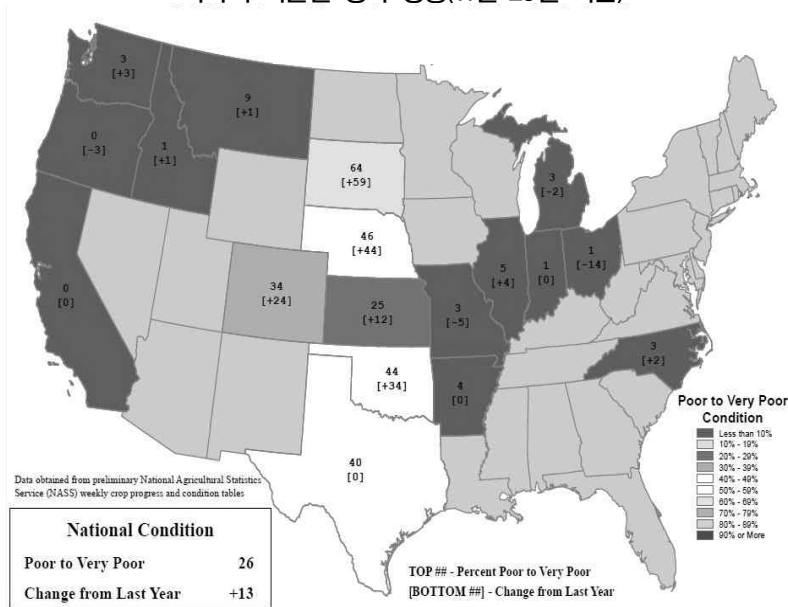 3
[+3]
9
[+1]
0
[-3]
1
[+1]
64
[+59]
3
[-2]
46
[+44]
5
[+4]
1
[0]
1
[-14]
0
[0]
34
[+24]
25
[+12]
3
[-5]
3
[+2]
44
[+34]
4
[0]
40
[0]
Poor to Very Poor
Condition
Less than 10%
10% - 19%
20% - 29%
30% - 39%
40% - 49%
50% - 59%
60% - 69%
70% - 79%
80% - 89%
90% or More
Data obtained from preliminary National Agricultural Statistics
Service (NASS) weekly crop progress and condition tables
National Condition
Poor to Very Poor 26
Change from Last Year +13
TOP ## - Percent Poor to Very Poor
[BOTTOM ##] - Change from Last Year